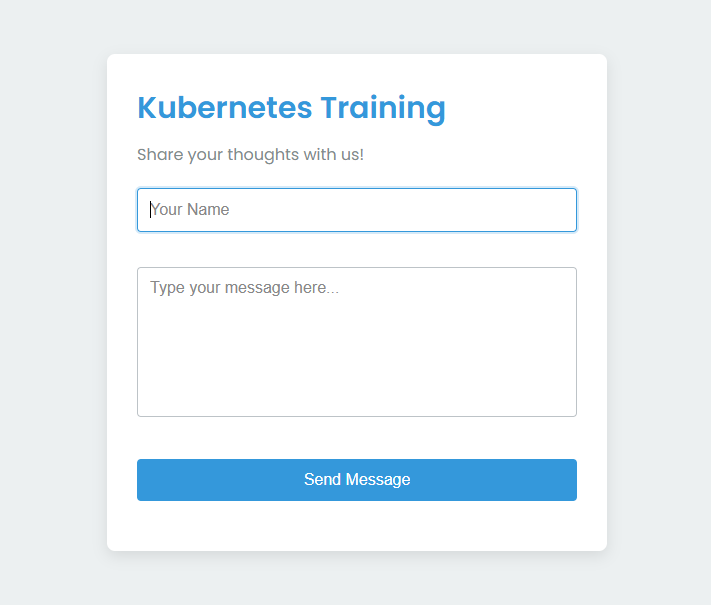 Kubernetes Training
Share your thoughts with us!
Your Name
Type your message here...
Send Message